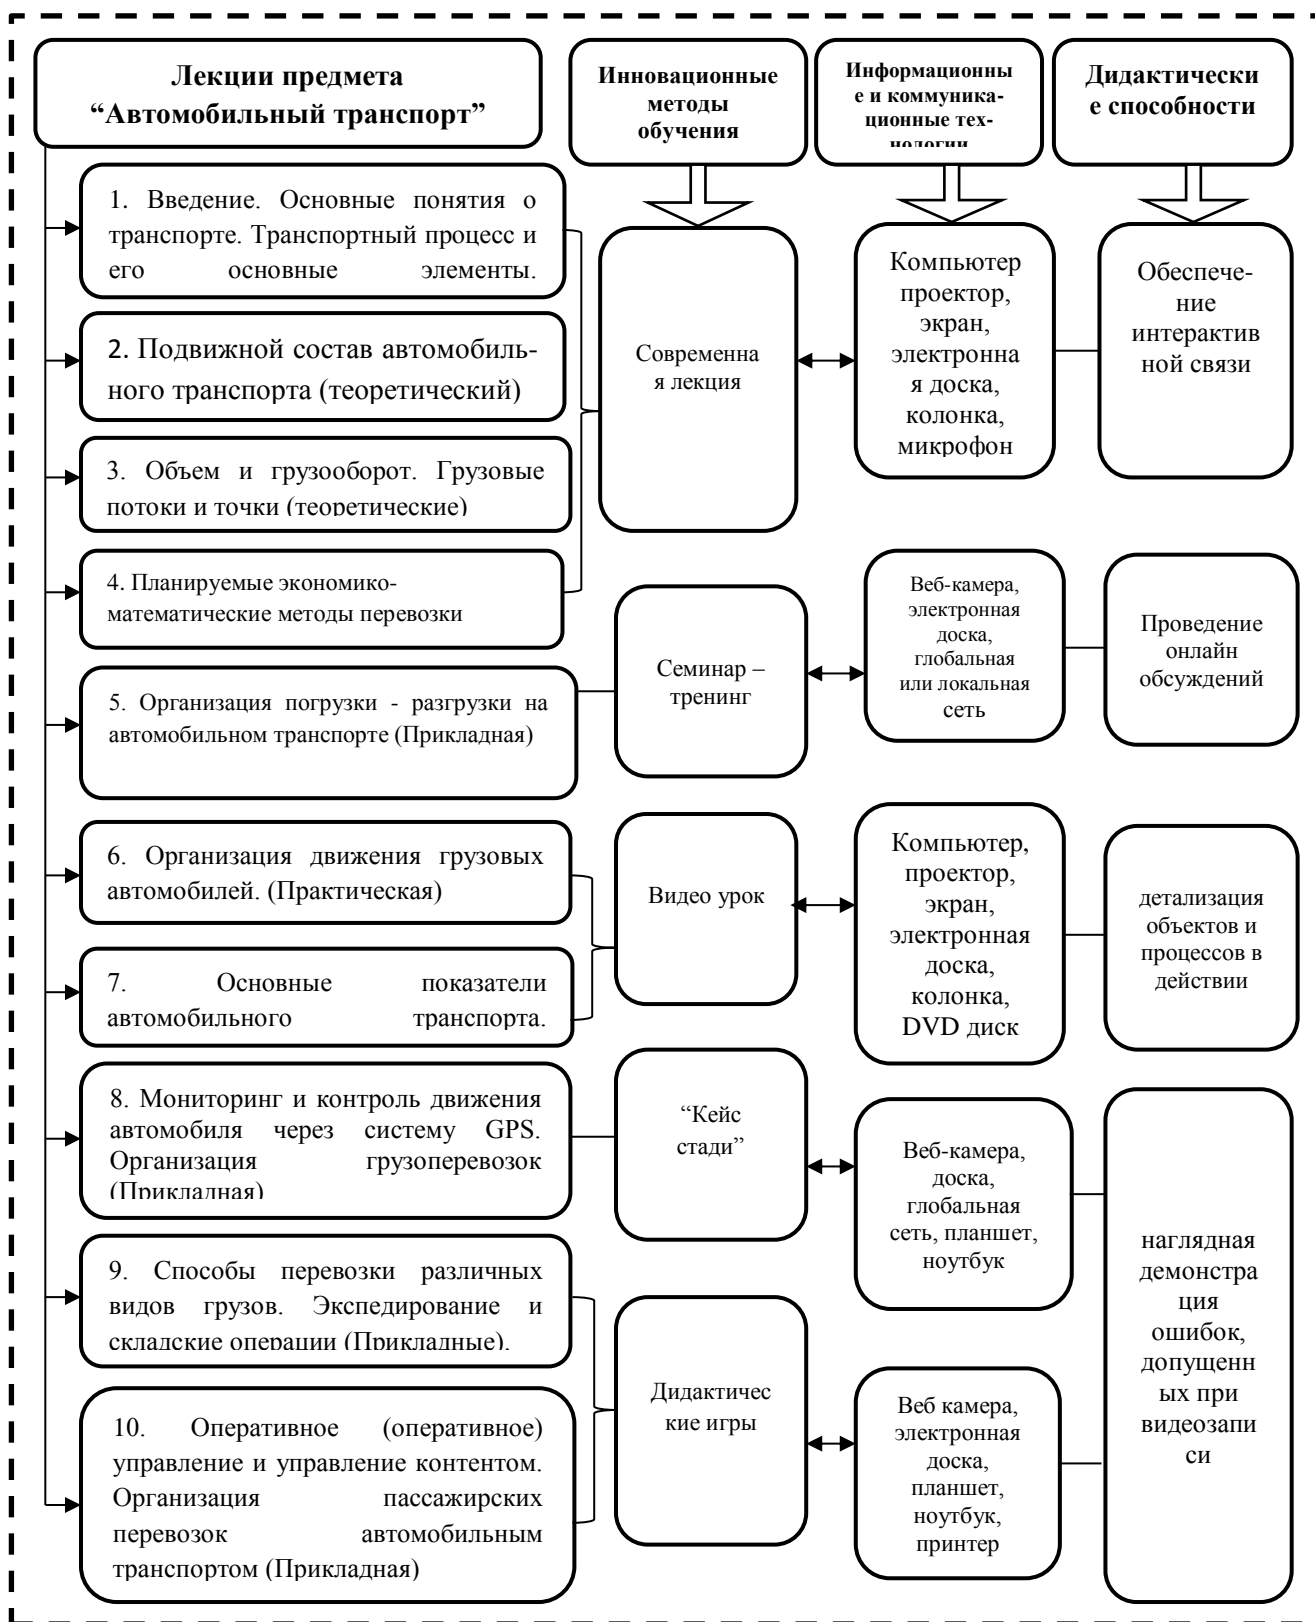 Лекции предмета
“Автомобильный транспорт”
Инновационные
методы
обучения
Информационны
е и коммуника-
ционные тех-
нологии
Дидактически
е способности
1. Введение. Основные понятия о
транспорте. Транспортный процесс и
его основные элементы.
2. Подвижной состав автомобиль-
ного транспорта (теоретический)
3. Объем и грузооборот. Грузовые
потоки и точки (теоретические)
4. Планируемые экономико-
математические методы перевозки
5. Организация погрузки - разгрузки на
автомобильном транспорте (Прикладная)
6. Организация движения грузовых
автомобилей. (Практическая)
7. Основные показатели
автомобильного транспорта.
8. Мониторинг и контроль движения
автомобиля через систему GPS.
Организация грузоперевозок
(Прикладная)
9. Способы перевозки различных
видов грузов. Экспедирование и
складские операции (Прикладные).
10. Оперативное (оперативное)
управление и управление контентом.
Организация пассажирских
перевозок автомобильным
транспортом (Прикладная)
Современна
я лекция
Семинар –
тренинг
Видео урок
“Кейс
стади”
Дидактичес
кие игры
Компьютер
проектор,
экран,
электронна
я доска,
колонка,
микрофон
Веб-камера,
электронная
доска,
глобальная
или локальная
сеть
Компьютер,
проектор,
экран,
электронная
доска,
колонка,
DVD диск
Веб-камера,
доска,
глобальная
сеть, планшет,
ноутбук
Веб камера,
электронная
доска,
планшет,
ноутбук,
принтер
Обеспече-
ние
интерактив
ной связи
Проведение
онлайн
обсуждений
детализация
объектов и
процессов в
действии
наглядная
демонстра
ция
ошибок,
допущенн
ых при
видеозапи
си